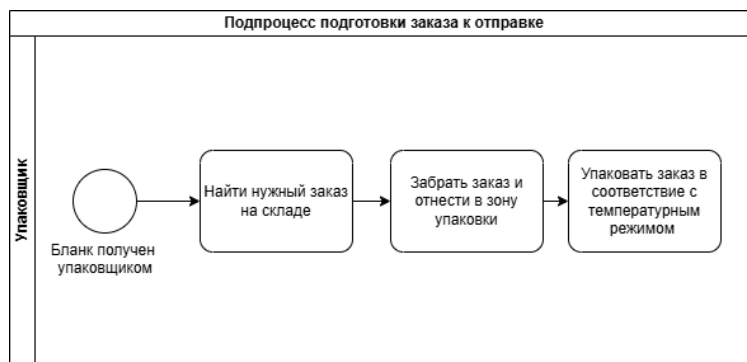 Подпроцесс подготовки заказа к отправке
Упаковщик
Бланк получен
упаковщиком
Найти нужный заказ
на складе
Забрать заказ и
отнести в зону
упаковки
Упаковать заказ в
соответствие с
температурным
режимом